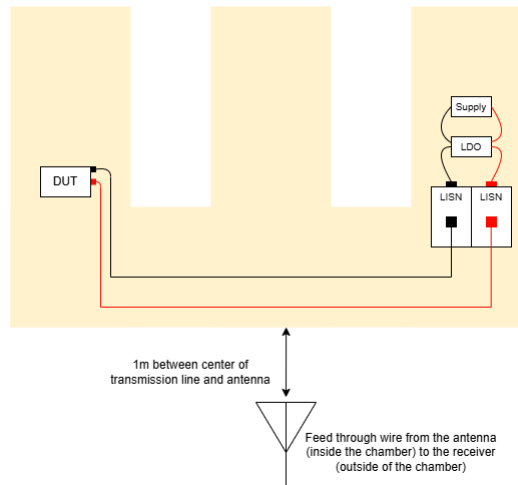 Supply
LDO
DUT
LISN
LISN
1m between center of
transmission line and antenna
Feed through wire from the antenna
(inside the chamber) to the receiver
(outside of the chamber)